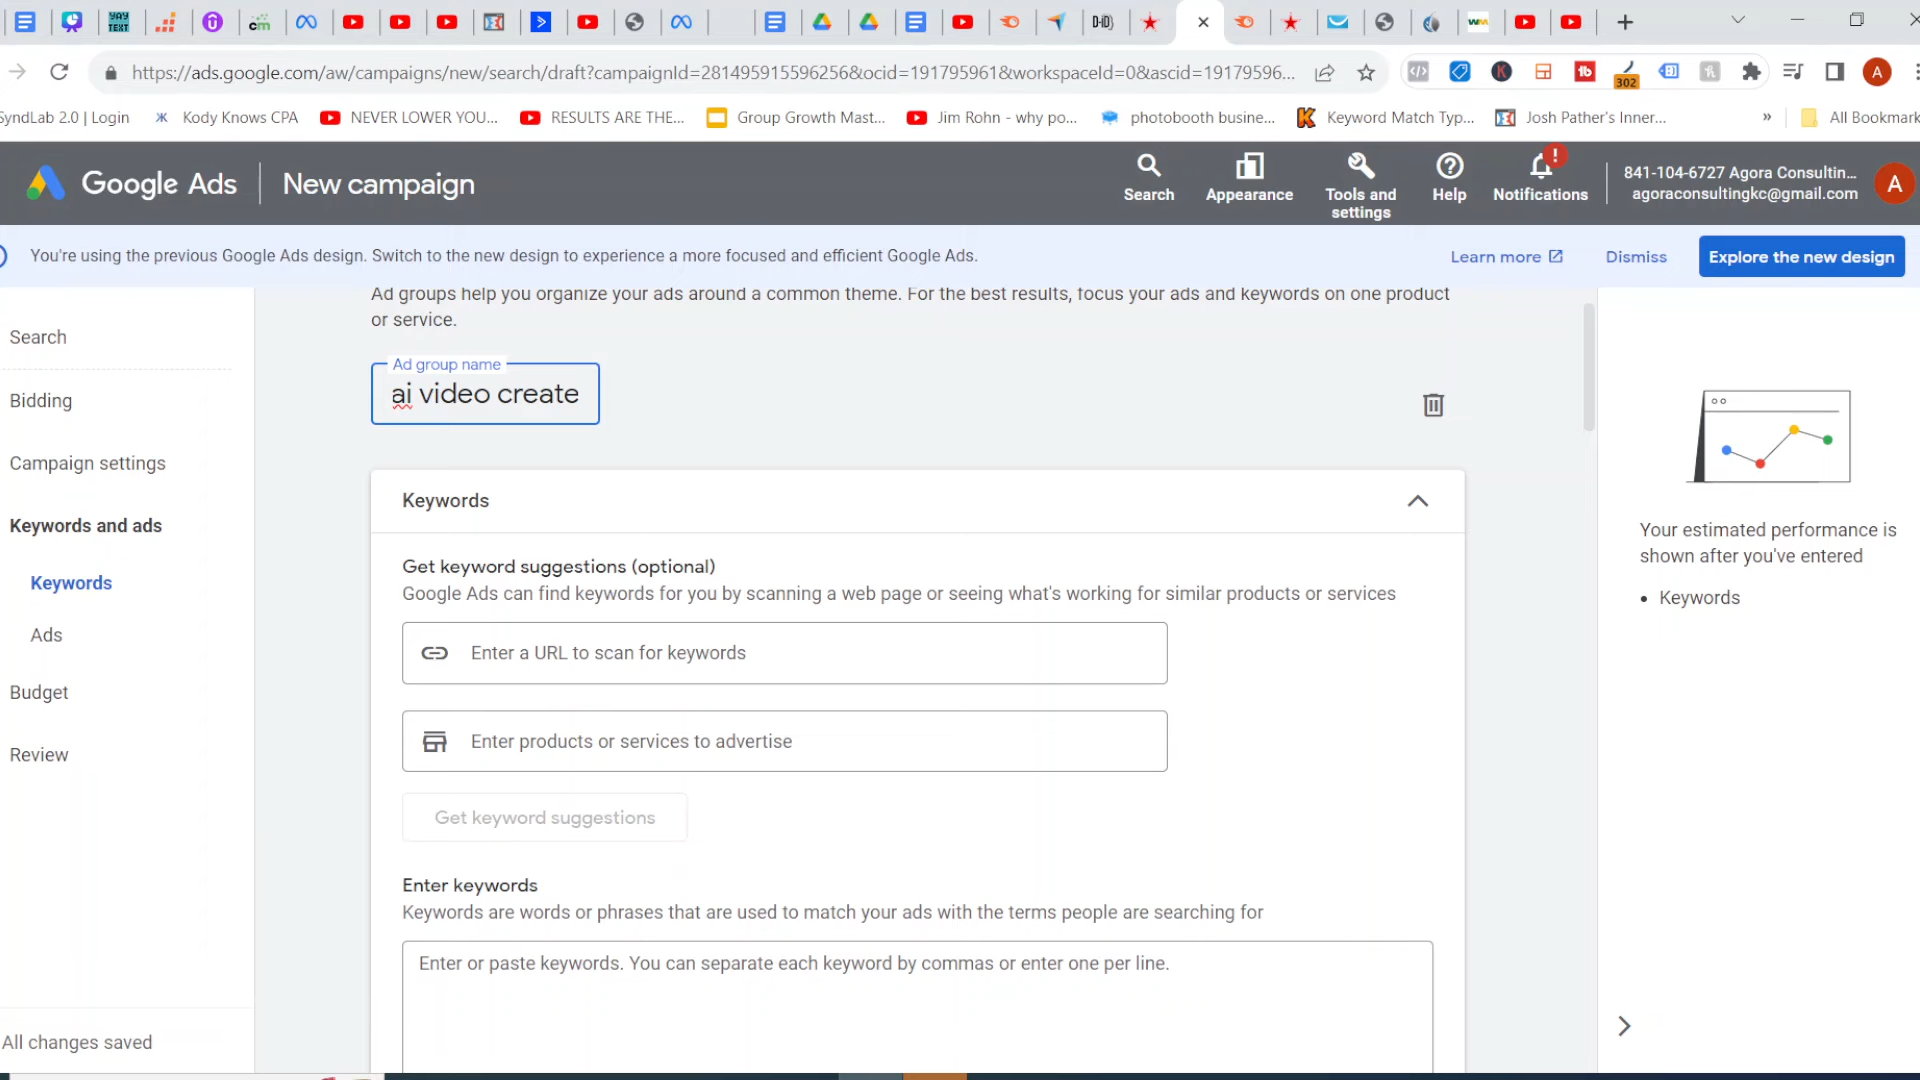 YAY
TEXT
cm
D-iD
https://ads.google.com/aw/campaigns/new/search/draft?campaignId=281495915596256&ocid=191795961&workspaceId=0&ascid=19179596...
302
A
SyndLab 2.0 | Login
Kody Knows CPA
NEVER LOWER YOU...
RESULTS ARE THE...
Group Growth Mast...
Jim Rohn - why po...
photobooth busine...
Keyword Match Typ...
Josh Pather's Inner...
»
All Bookmark
Google Ads
New campaign
Search
Appearance
Tools and
settings
Help
Notifications
841-104-6727 Agora Consultin...
agoraconsultingkc@gmail.com
A
You're using the previous Google Ads design. Switch to the new design to experience a more focused and efficient Google Ads.
Learn more
Dismiss
Explore the new design
Search
Bidding
Campaign settings
Keywords and ads
Keywords
Ads
Budget
Review
All changes saved
Ad groups help you organize your ads around a common theme. For the best results, focus your ads and keywords on one product
or service.
Ad group name
ai video create
Keywords
Get keyword suggestions (optional)
Google Ads can find keywords for you by scanning a web page or seeing what's working for similar products or services
Enter a URL to scan for keywords
Enter products or services to advertise
Get keyword suggestions
Enter keywords
Keywords are words or phrases that are used to match your ads with the terms people are searching for
Enter or paste keywords. You can separate each keyword by commas or enter one per line.
Your estimated performance is
shown after you've entered
• Keywords